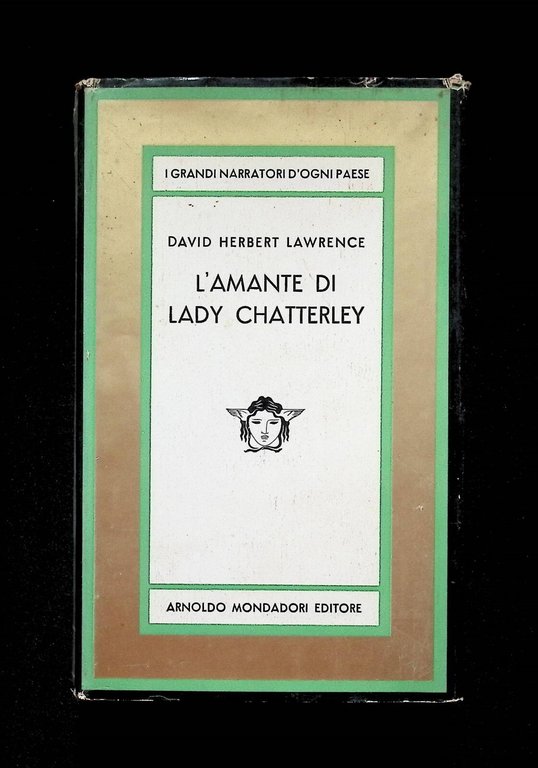 I GRANDI NARRATORI D'OGNI PAESE
DAVID HERBERT LAWRENCE
L'AMANTE DI
LADY CHATTERLEY
ARNOLDO MONDADORI EDITORE